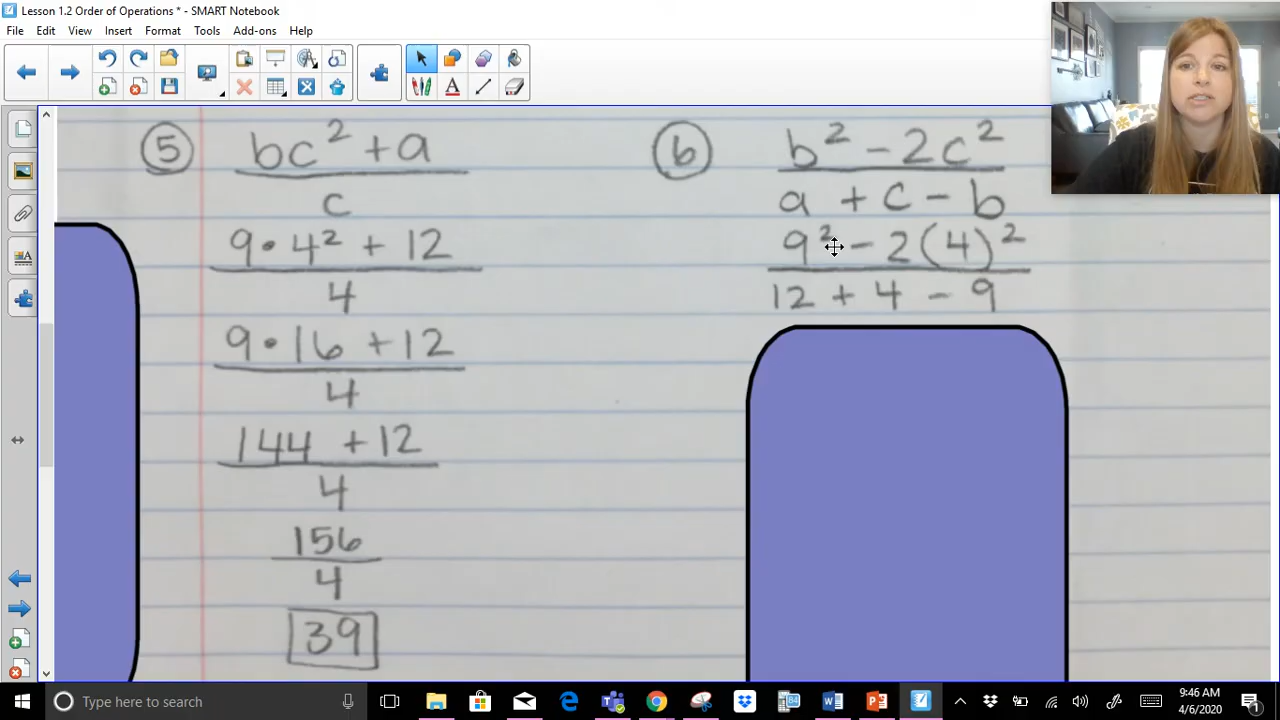 Lesson 1.2 Order of Operations * - SMART Notebook
File Edit View Insert Format Tools Add-ons Help
5
bc² + a
c
9 • 4² + 12
4
9 • 16 + 12
4
144 + 12
4
156
4
39
6
b² - 2c²
a + c - b
9² - 2(4)²
12 + 4 - 9
Type here to search
9:46 AM
4/6/2020